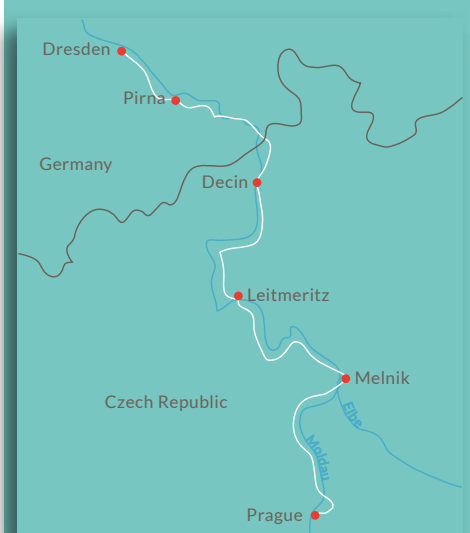 Dresden
Pirna
Germany
Decin
Leitmeritz
Melnik
Czech Republic
Elbe
Moldau
Prague